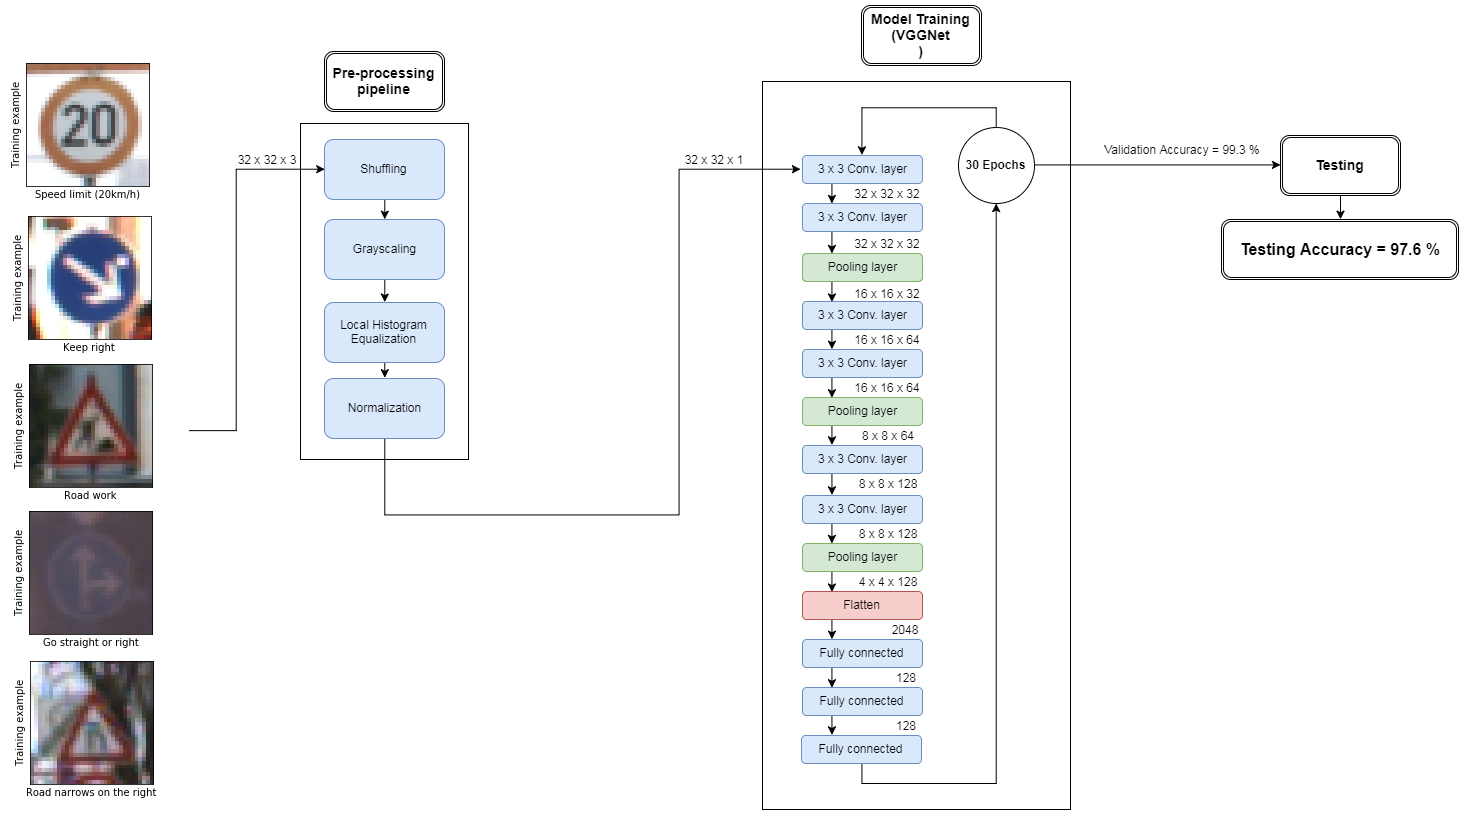 Training example
20
Speed limit (20km/h)
Training example
Keep right
Training example
Road work
Training example
Go straight or right
Training example
Road narrows on the right
Pre-processing
pipeline
32 x 32 x 3
Shuffling
Grayscaling
Local Histogram
Equalization
Normalization
32 x 32 x 1
Model Training
(VGGNet
)
3 x 3 Conv. layer
32 x 32 x 32
3 x 3 Conv. layer
32 x 32 x 32
Pooling layer
16 x 16 x 32
3 x 3 Conv. layer
16 x 16 x 64
3 x 3 Conv. layer
16 x 16 x 64
Pooling layer
8 x 8 x 64
3 x 3 Conv. layer
8 x 8 x 128
3 x 3 Conv. layer
8 x 8 x 128
Pooling layer
4 x 4 x 128
Flatten
2048
Fully connected
128
Fully connected
128
Fully connected
30 Epochs
Validation Accuracy = 99.3 %
Testing
Testing Accuracy = 97.6 %